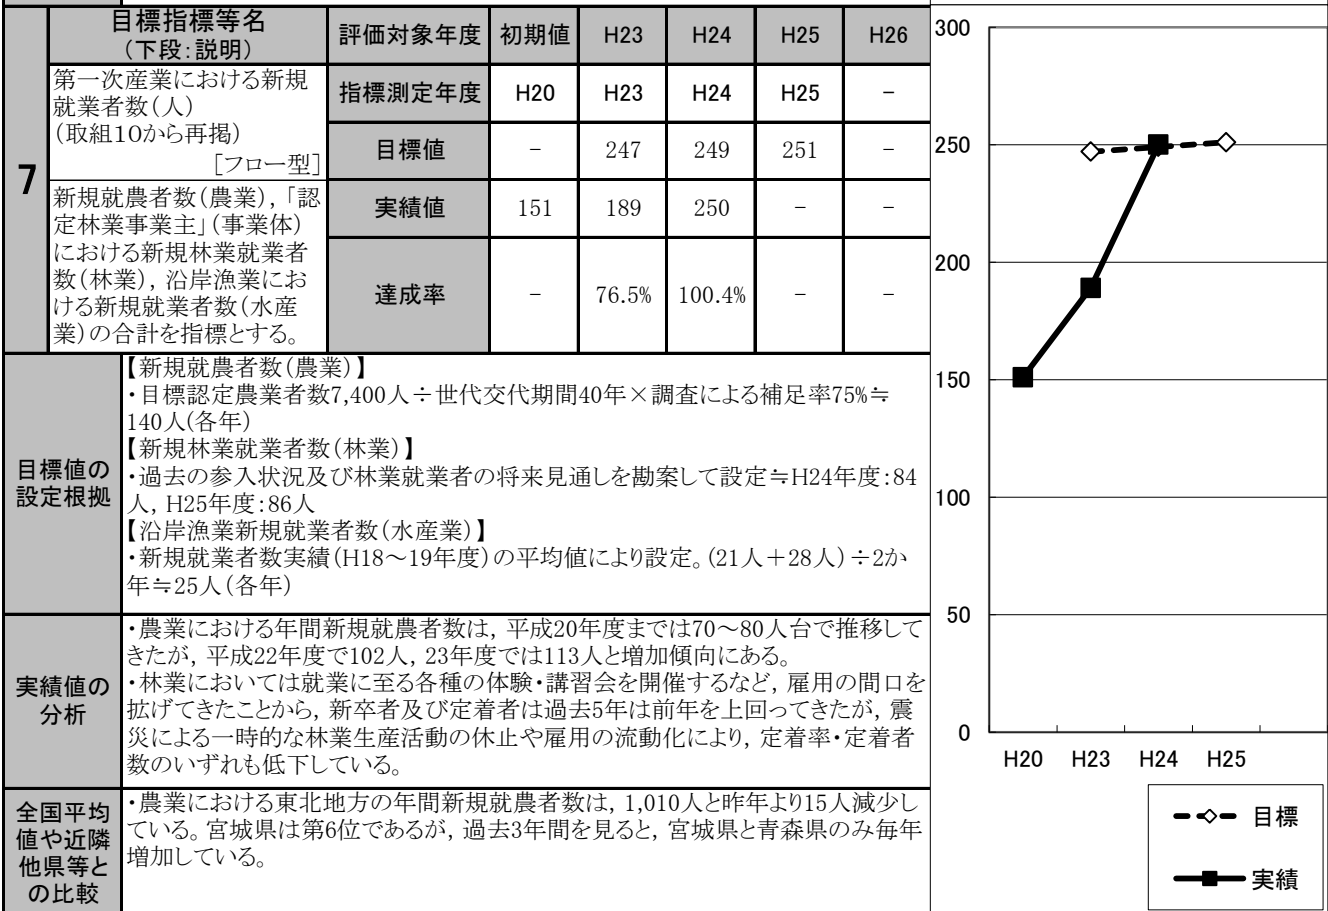 7
目標指標等名
(下段:説明)
評価対象年度 初期値 H23 H24 H25 H26
第一次産業における新規
就業者数(人)
(取組10から再掲)
[フロー型]
指標測定年度 H20 H23 H24 H25 -
目標値 - 247 249 251 -
新規就農者数(農業),「認
定林業事業主」(事業体)
における新規林業就業者
数(林業),沿岸漁業にお
ける新規就業者数(水産
業)の合計を指標とする。
実績値 151 189 250 - -
達成率 - 76.5% 100.4% - -
目標値の
設定根拠
【新規就農者数(農業)】
・目標認定農業者数7,400人÷世代交代期間40年×調査による補足率75%≒
140人(各年)
【新規林業就業者数(林業)】
・過去の参入状況及び林業就業者の将来見通しを勘案して設定≒H24年度:84
人,H25年度:86人
【沿岸漁業新規就業者数(水産業)】
・新規就業者数実績(H18～19年度)の平均値により設定。(21人+28人)÷2か
年≒25人(各年)
実績値の
分析
・農業における年間新規就農者数は,平成20年度までは70～80人台で推移して
きたが,平成22年度で102人,23年度では113人と増加傾向にある。
・林業においては就業に至る各種の体験・講習会を開催するなど,雇用の間口を
拡げてきたことから,新卒者及び定着者は過去5年は前年を上回ってきたが,震
災による一時的な林業生産活動の休止や雇用の流動化により,定着率・定着者
数のいずれも低下している。
全国平均
値や近隣
他県等と
の比較
・農業における東北地方の年間新規就農者数は,1,010人と昨年より15人減少し
ている。宮城県は第6位であるが,過去3年間を見ると,宮城県と青森県のみ毎年
増加している。
300
250
200
150
100
50
0
H20 H23 H24 H25
目標
実績